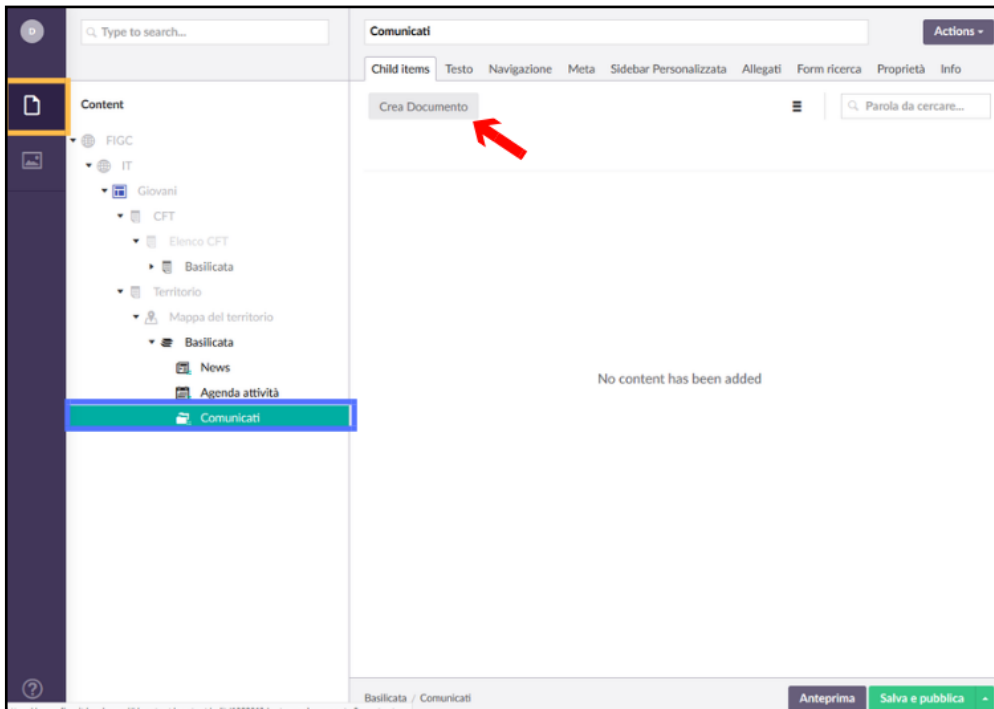 D
Type to search...
Comunicati
Actions
Child items Testo Navigazione Meta Sidebar Personalizzata Allegati Form ricerca Proprietà Info
Content
Crea Documento
Parola da cercare...
FIGC
IT
Giovani
CFT
Elenco CFT
Basilicata
Territorio
Mappa del territorio
Basilicata
News
Agenda attività
Comunicati
No content has been added
?
Basilicata / Comunicati
Anteprima
Salva e pubblica